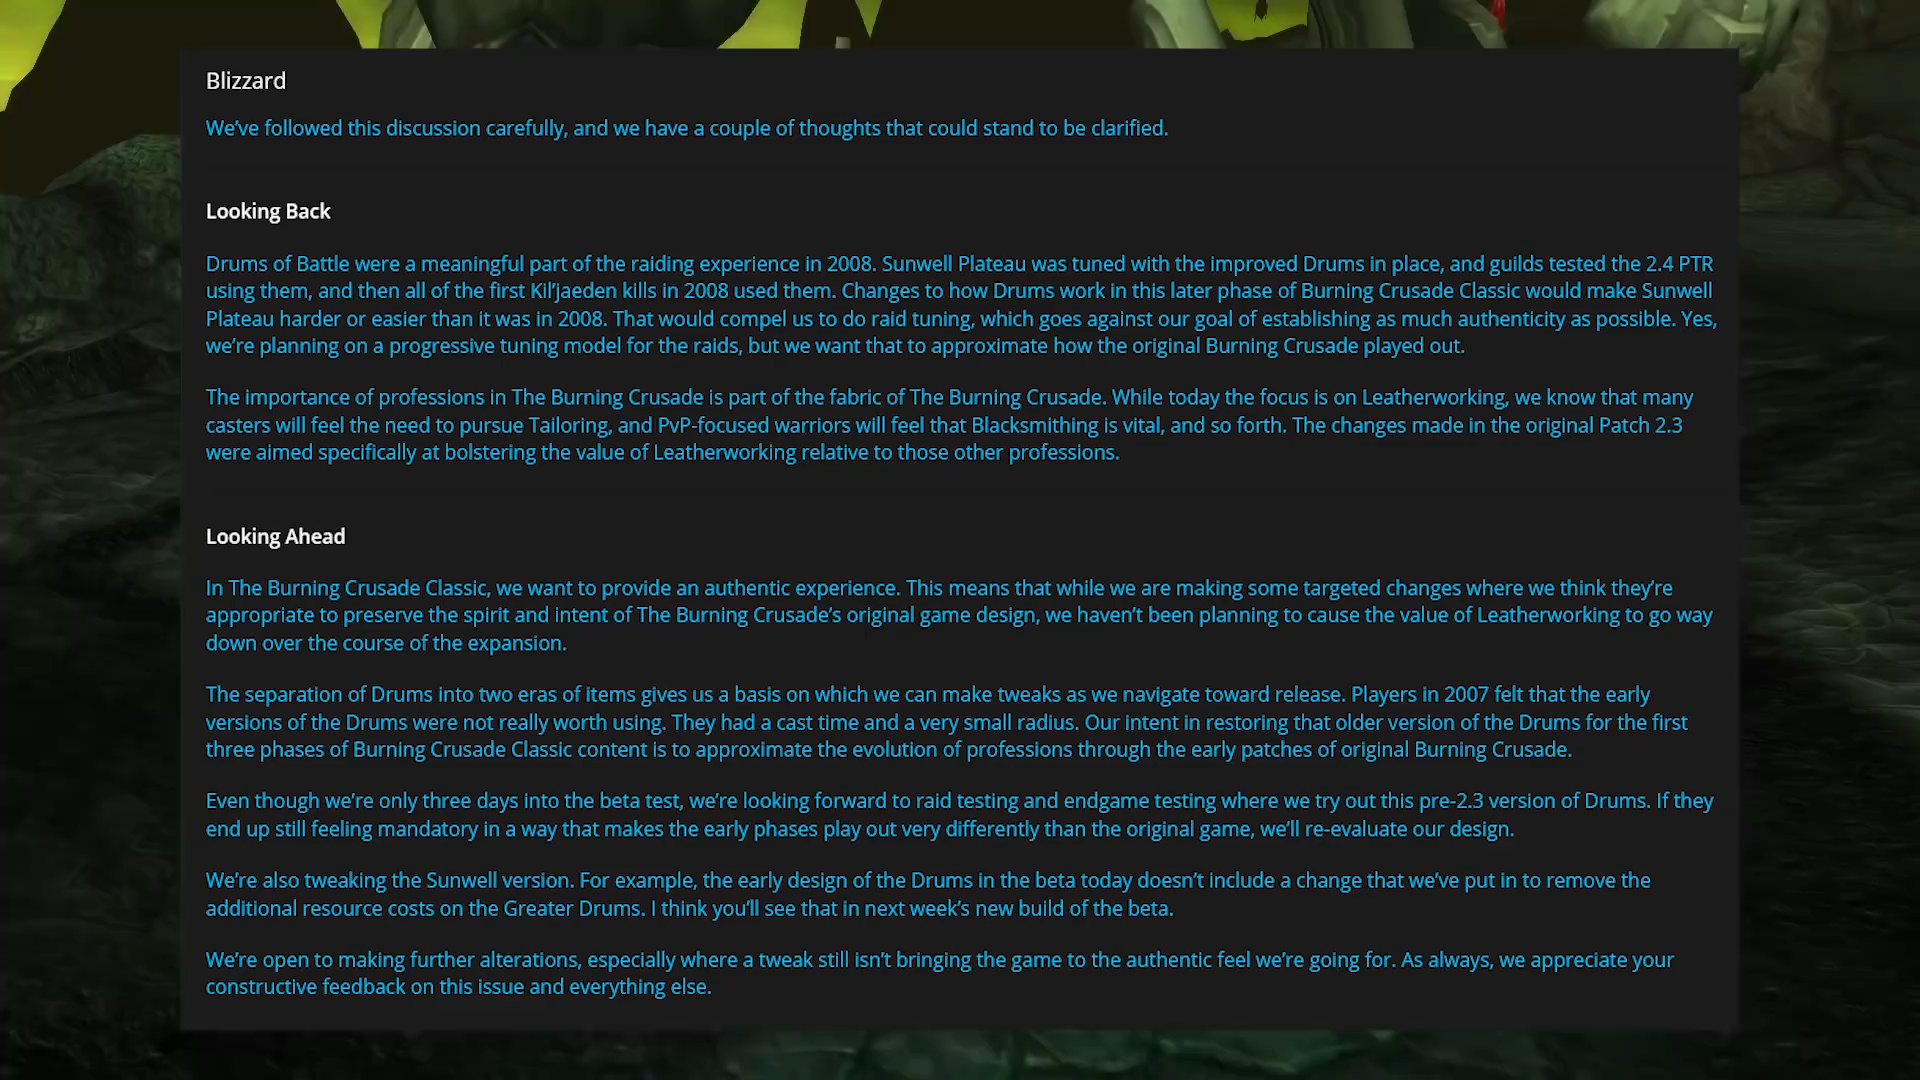 Blizzard
We've followed this discussion carefully, and we have a couple of thoughts that could stand to be clarified.
Looking Back
Drums of Battle were a meaningful part of the raiding experience in 2008. Sunwell Plateau was tuned with the improved Drums in place, and guilds tested the 2.4 PTR
using them, and then all of the first Kil'jaeden kills in 2008 used them. Changes to how Drums work in this later phase of Burning Crusade Classic would make Sunwell
Plateau harder or easier than it was in 2008. That would compel us to do raid tuning, which goes against our goal of establishing as much authenticity as possible. Yes,
we're planning on a progressive tuning model for the raids, but we want that to approximate how the original Burning Crusade played out.
The importance of professions in The Burning Crusade is part of the fabric of The Burning Crusade. While today the focus is on Leatherworking, we know that many
casters will feel the need to pursue Tailoring, and PvP-focused warriors will feel that Blacksmithing is vital, and so forth. The changes made in the original Patch 2.3
were aimed specifically at bolstering the value of Leatherworking relative to those other professions.
Looking Ahead
In The Burning Crusade Classic, we want to provide an authentic experience. This means that while we are making some targeted changes where we think they're
appropriate to preserve the spirit and intent of The Burning Crusade's original game design, we haven't been planning to cause the value of Leatherworking to go way
down over the course of the expansion.
The separation of Drums into two eras of items gives us a basis on which we can make tweaks as we navigate toward release. Players in 2007 felt that the early
versions of the Drums were not really worth using. They had a cast time and a very small radius. Our intent in restoring that older version of the Drums for the first
three phases of Burning Crusade Classic content is to approximate the evolution of professions through the early patches of original Burning Crusade.
Even though we're only three days into the beta test, we're looking forward to raid testing and endgame testing where we try out this pre-2.3 version of Drums. If they
end up still feeling mandatory in a way that makes the early phases play out very differently than the original game, we'll re-evaluate our design.
We're also tweaking the Sunwell version. For example, the early design of the Drums in the beta today doesn't include a change that we've put in to remove the
additional resource costs on the Greater Drums. I think you'll see that in next week's new build of the beta.
We're open to making further alterations, especially where a tweak still isn't bringing the game to the authentic feel we're going for. As always, we appreciate your
constructive feedback on this issue and everything else.